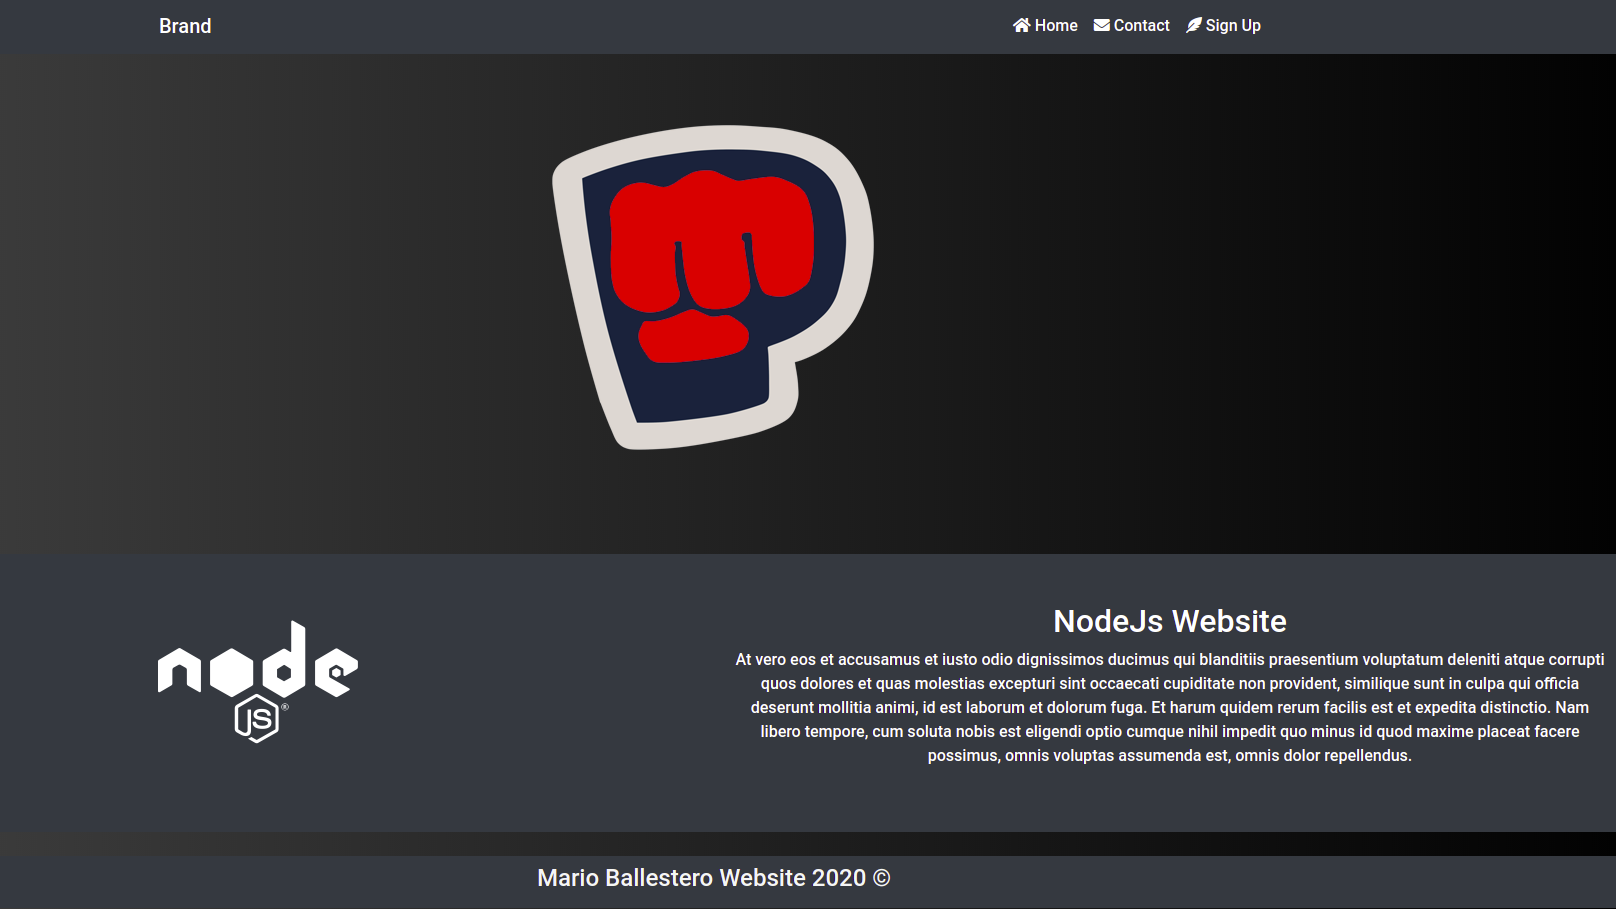 Brand
Home Contact Sign Up
node
JS ®
NodeJs Website
At vero eos et accusamus et iusto odio dignissimos ducimus qui blanditiis praesentium voluptatum deleniti atque corrupti
quos dolores et quas molestias excepturi sint occaecati cupiditate non provident, similique sunt in culpa qui officia
deserunt mollitia animi, id est laborum et dolorum fuga. Et harum quidem rerum facilis est et expedita distinctio. Nam
libero tempore, cum soluta nobis est eligendi optio cumque nihil impedit quo minus id quod maxime placeat facere
possimus, omnis voluptas assumenda est, omnis dolor repellendus.
Mario Ballestero Website 2020 ©